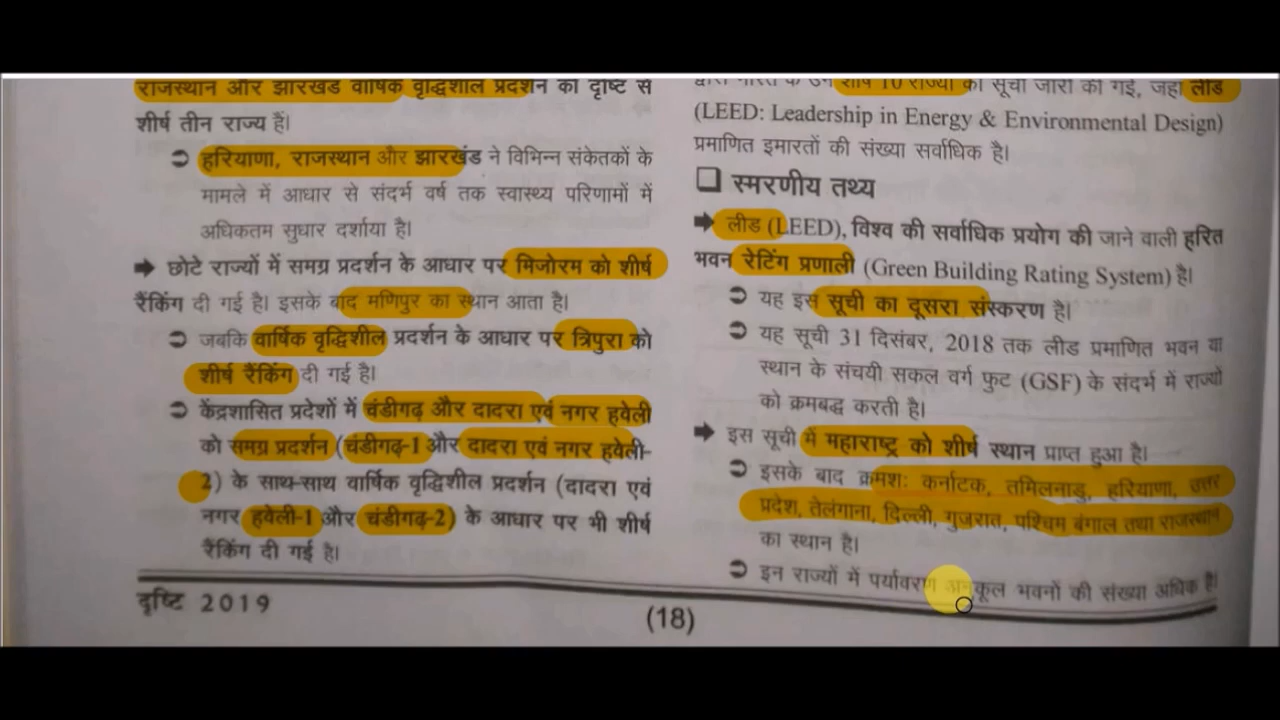 राजस्थान और झारखंड वार्षिक वृद्धिशील प्रदर्शन की दृष्टि से
शीर्ष तीन राज्य हैं।
➲ हरियाणा, राजस्थान और झारखंड ने विभिन्न संकेतकों के
मामले में आधार से संदर्भ वर्ष तक स्वास्थ्य परिणामों में
अधिकतम सुधार दर्शाया है।
➡ छोटे राज्यों में समग्र प्रदर्शन के आधार पर मिजोरम को शीर्ष
रैंकिंग दी गई है। इसके बाद मणिपुर का स्थान आता है।
➲ जबकि वार्षिक वृद्धिशील प्रदर्शन के आधार पर त्रिपुरा को
शीर्ष रैंकिंग दी गई है।
➲ केंद्रशासित प्रदेशों में चंडीगढ़ और दादरा एवं नगर हवेली
को समग्र प्रदर्शन (चंडीगढ़-1 और दादरा एवं नगर हवेली-
2) के साथ-साथ वार्षिक वृद्धिशील प्रदर्शन (दादरा एवं
नगर हवेली-1 और चंडीगढ़-2) के आधार पर भी शीर्ष
रैंकिंग दी गई है।
शीर्ष 10 राज्यों की सूची जारी की गई, जहाँ लीड
(LEED: Leadership in Energy & Environmental Design)
प्रमाणित इमारतों की संख्या सर्वाधिक है।
❑ स्मरणीय तथ्य
➡ लीड (LEED), विश्व की सर्वाधिक प्रयोग की जाने वाली हरित
भवन रेटिंग प्रणाली (Green Building Rating System) है।
➲ यह इस सूची का दूसरा संस्करण है।
➲ यह सूची 31 दिसंबर, 2018 तक लीड प्रमाणित भवन या
स्थान के संचयी सकल वर्ग फुट (GSF) के संदर्भ में राज्यों
को क्रमबद्ध करती है।
➡ इस सूची में महाराष्ट्र को शीर्ष स्थान प्राप्त हुआ है।
➲ इसके बाद क्रमशः कर्नाटक, तमिलनाडु, हरियाणा, उत्तर
प्रदेश, तेलंगाना, दिल्ली, गुजरात, पश्चिम बंगाल तथा राजस्थान
का स्थान है।
➲ इन राज्यों में पर्यावरण अनुकूल भवनों की संख्या अधिक है।
दृष्टि 2019
(18)